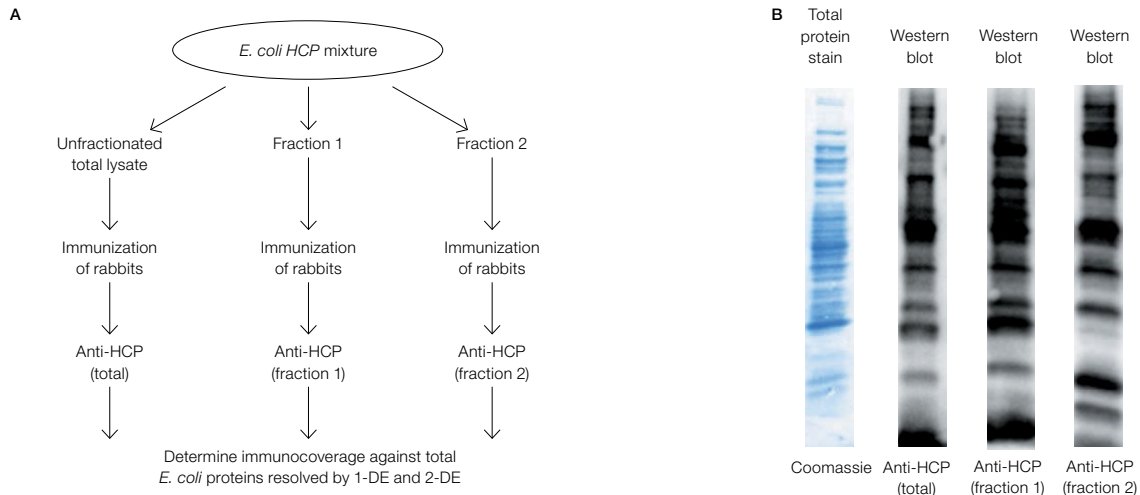 A
E. coli HCP mixture
Unfractionated
total lysate
Fraction 1
Fraction 2
Immunization
of rabbits
Immunization
of rabbits
Immunization
of rabbits
Anti-HCP
(total)
Anti-HCP
(fraction 1)
Anti-HCP
(fraction 2)
Determine immunocoverage against total
E. coli proteins resolved by 1-DE and 2-DE
B
Total
protein
stain
Western
blot
Western
blot
Western
blot
Coomassie
Anti-HCP
(total)
Anti-HCP
(fraction 1)
Anti-HCP
(fraction 2)